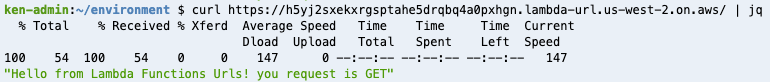 ken-admin:~/environment $ curl https://h5yj2sxekxrgsptahe5drqbq4a0pxhgn.lambda-url.us-west-2.on.aws/ | jq
% Total % Received % Xferd Average Speed Time Time Time Current
Dload Upload Total Spent Left Speed
100 54 100 54 0 0 147 0 --:--:-- --:--:-- --:--:-- 147
"Hello from Lambda Functions Urls! you request is GET"